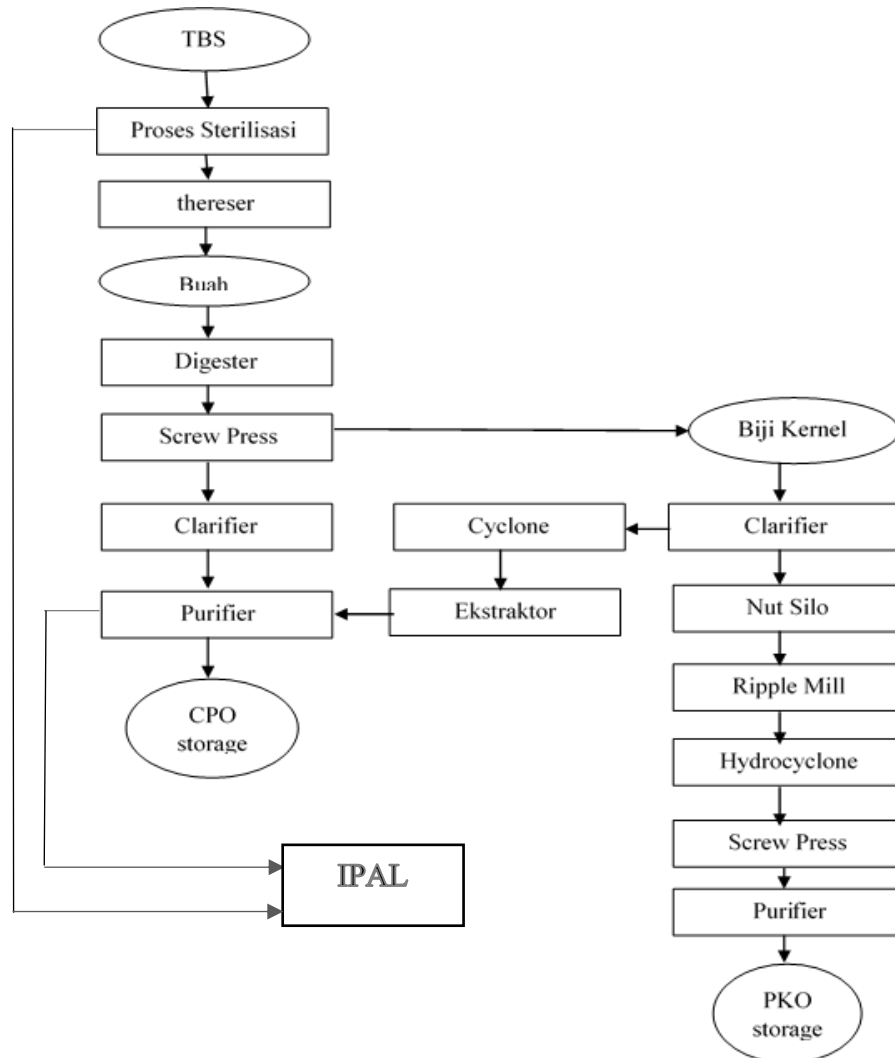 TBS
Proses Sterilisasi
thereser
Buah
Digester
Screw Press
Biji Kernel
Clarifier
Cyclone
Clarifier
Purifier
Ekstraktor
Nut Silo
CPO
storage
Ripple Mill
Hydrocyclone
Screw Press
IPAL
Purifier
PKO
storage